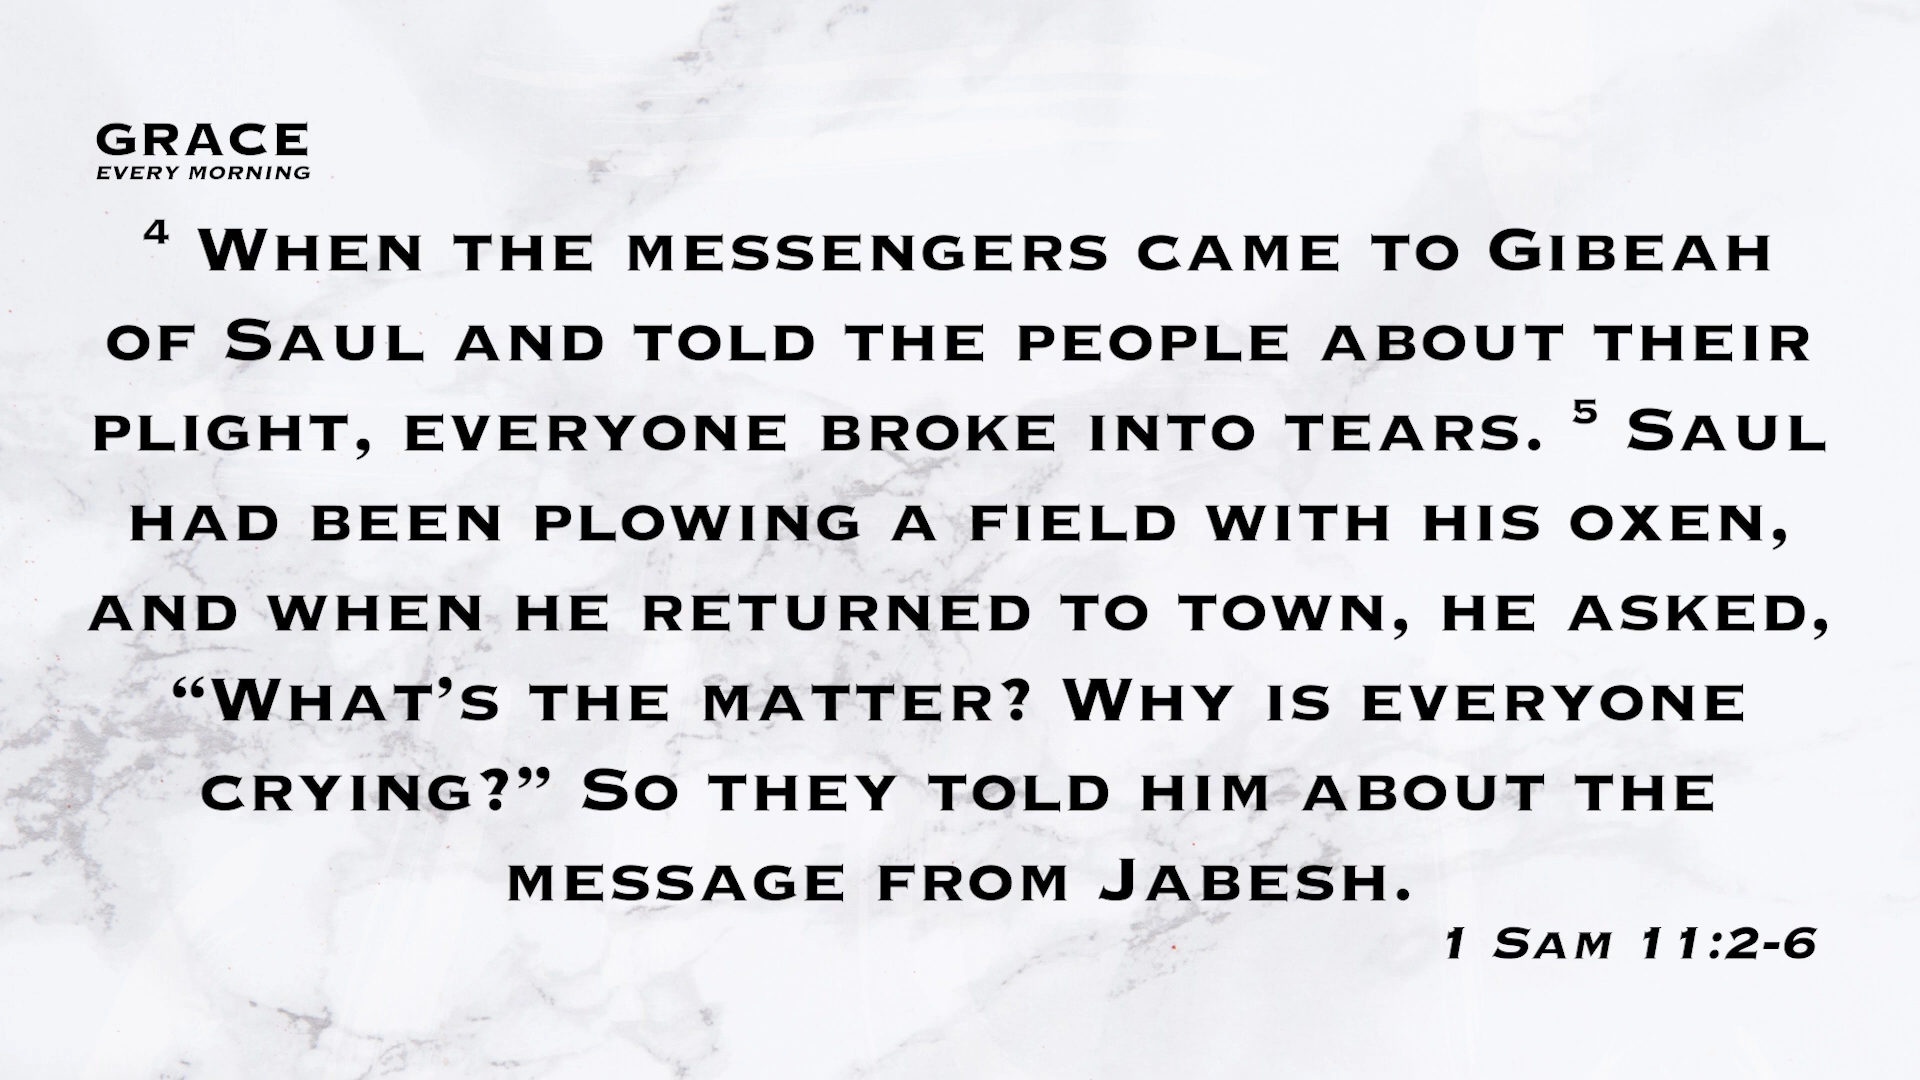 GRACE
EVERY MORNING
⁴ When the messengers came to Gibeah
of Saul and told the people about their
plight, everyone broke into tears. ⁵ Saul
had been plowing a field with his oxen,
and when he returned to town, he asked,
“What’s the matter? Why is everyone
crying?” So they told him about the
message from Jabesh.
1 Sam 11:2-6